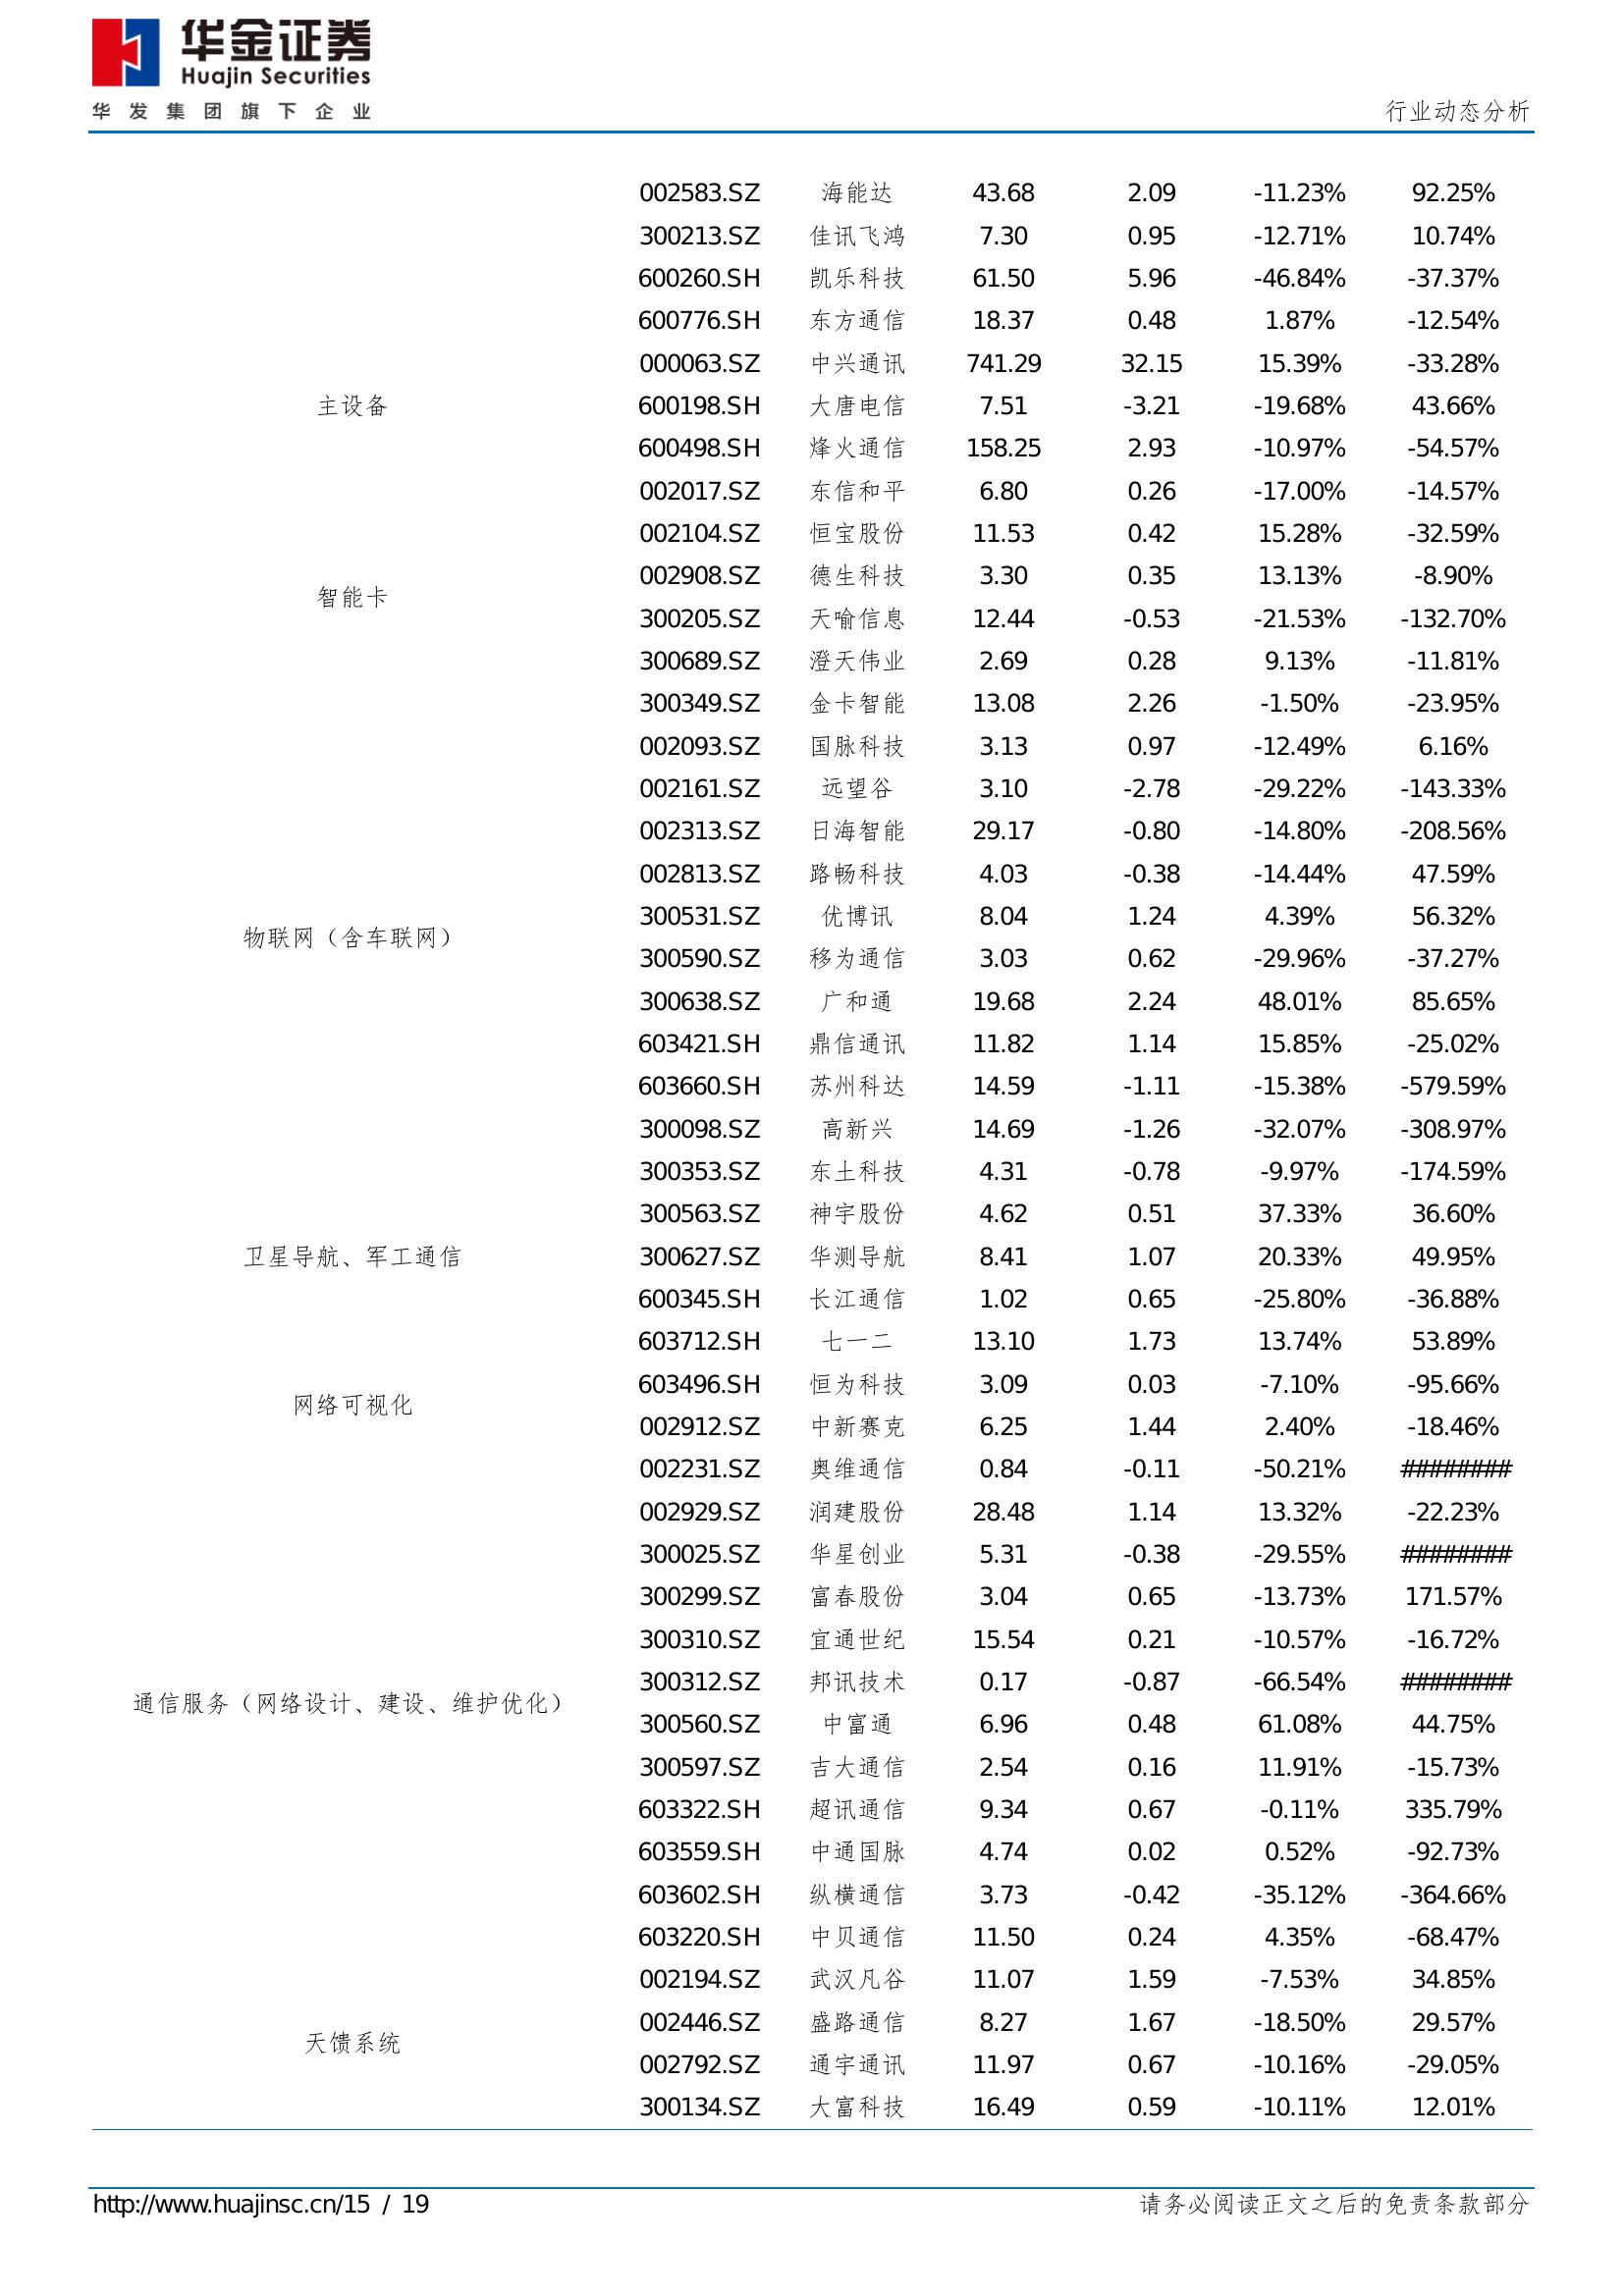 华金证券
Huajin Securities
华发集团旗下企业
行业动态分析
002583.SZ 海能达 43.68 2.09 -11.23% 92.25%
300213.SZ 佳讯飞鸿 7.30 0.95 -12.71% 10.74%
600260.SH 凯乐科技 61.50 5.96 -46.84% -37.37%
600776.SH 东方通信 18.37 0.48 1.87% -12.54%
000063.SZ 中兴通讯 741.29 32.15 15.39% -33.28%
主设备 600198.SH 大唐电信 7.51 -3.21 -19.68% 43.66%
600498.SH 烽火通信 158.25 2.93 -10.97% -54.57%
002017.SZ 东信和平 6.80 0.26 -17.00% -14.57%
002104.SZ 恒宝股份 11.53 0.42 15.28% -32.59%
002908.SZ 德生科技 3.30 0.35 13.13% -8.90%
智能卡
300205.SZ 天喻信息 12.44 -0.53 -21.53% -132.70%
300689.SZ 澄天伟业 2.69 0.28 9.13% -11.81%
300349.SZ 金卡智能 13.08 2.26 -1.50% -23.95%
002093.SZ 国脉科技 3.13 0.97 -12.49% 6.16%
002161.SZ 远望谷 3.10 -2.78 -29.22% -143.33%
002313.SZ 日海智能 29.17 -0.80 -14.80% -208.56%
002813.SZ 路畅科技 4.03 -0.38 -14.44% 47.59%
300531.SZ 优博讯 8.04 1.24 4.39% 56.32%
物联网（含车联网）
300590.SZ 移为通信 3.03 0.62 -29.96% -37.27%
300638.SZ 广和通 19.68 2.24 48.01% 85.65%
603421.SH 鼎信通讯 11.82 1.14 15.85% -25.02%
603660.SH 苏州科达 14.59 -1.11 -15.38% -579.59%
300098.SZ 高新兴 14.69 -1.26 -32.07% -308.97%
300353.SZ 东土科技 4.31 -0.78 -9.97% -174.59%
300563.SZ 神宇股份 4.62 0.51 37.33% 36.60%
卫星导航、军工通信 300627.SZ 华测导航 8.41 1.07 20.33% 49.95%
600345.SH 长江通信 1.02 0.65 -25.80% -36.88%
603712.SH 七一二 13.10 1.73 13.74% 53.89%
603496.SH 恒为科技 3.09 0.03 -7.10% -95.66%
网络可视化
002912.SZ 中新赛克 6.25 1.44 2.40% -18.46%
002231.SZ 奥维通信 0.84 -0.11 -50.21% ########
002929.SZ 润建股份 28.48 1.14 13.32% -22.23%
300025.SZ 华星创业 5.31 -0.38 -29.55% ########
300299.SZ 富春股份 3.04 0.65 -13.73% 171.57%
300310.SZ 宜通世纪 15.54 0.21 -10.57% -16.72%
300312.SZ 邦讯技术 0.17 -0.87 -66.54% ########
通信服务（网络设计、建设、维护优化）
300560.SZ 中富通 6.96 0.48 61.08% 44.75%
300597.SZ 吉大通信 2.54 0.16 11.91% -15.73%
603322.SH 超讯通信 9.34 0.67 -0.11% 335.79%
603559.SH 中通国脉 4.74 0.02 0.52% -92.73%
603602.SH 纵横通信 3.73 -0.42 -35.12% -364.66%
603220.SH 中贝通信 11.50 0.24 4.35% -68.47%
002194.SZ 武汉凡谷 11.07 1.59 -7.53% 34.85%
002446.SZ 盛路通信 8.27 1.67 -18.50% 29.57%
天馈系统
002792.SZ 通宇通讯 11.97 0.67 -10.16% -29.05%
300134.SZ 大富科技 16.49 0.59 -10.11% 12.01%
http://www.huajinsc.cn/15 / 19 请务必阅读正文之后的免责条款部分